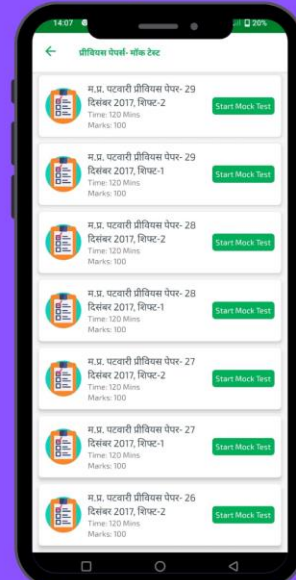 14:07
20%
प्रीवियस पेपर्स- मॉक टेस्ट
म.प्र. पटवारी प्रीवियस पेपर- 29
दिसंबर 2017, शिफ्ट-2
Time: 120 Mins
Marks: 100
Start Mock Test
म.प्र. पटवारी प्रीवियस पेपर- 29
दिसंबर 2017, शिफ्ट-1
Time: 120 Mins
Marks: 100
Start Mock Test
म.प्र. पटवारी प्रीवियस पेपर- 28
दिसंबर 2017, शिफ्ट-2
Time: 120 Mins
Marks: 100
Start Mock Test
म.प्र. पटवारी प्रीवियस पेपर- 28
दिसंबर 2017, शिफ्ट-1
Time: 120 Mins
Marks: 100
Start Mock Test
म.प्र. पटवारी प्रीवियस पेपर- 27
दिसंबर 2017, शिफ्ट-2
Time: 120 Mins
Marks: 100
Start Mock Test
म.प्र. पटवारी प्रीवियस पेपर- 27
दिसंबर 2017, शिफ्ट-1
Time: 120 Mins
Marks: 100
Start Mock Test
म.प्र. पटवारी प्रीवियस पेपर- 26
दिसंबर 2017, शिफ्ट-2
Time: 120 Mins
Marks: 100
Start Mock Test